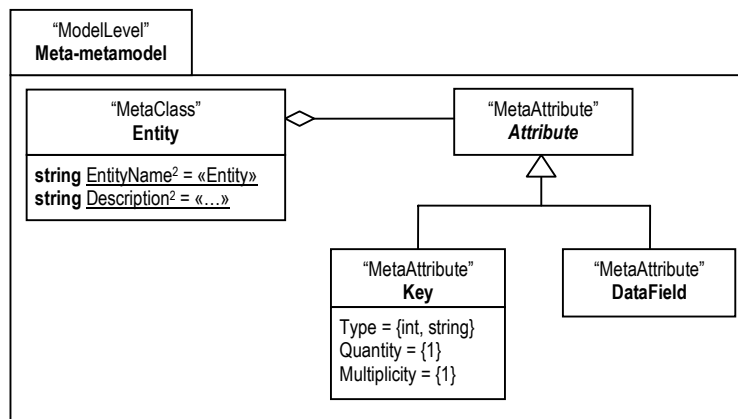 “ModelLevel”
Meta-metamodel
“MetaClass”
Entity
string EntityName² = «Entity»
string Description² = «…»
“MetaAttribute”
Attribute
“MetaAttribute”
Key
Type = {int, string}
Quantity = {1}
Multiplicity = {1}
“MetaAttribute”
DataField